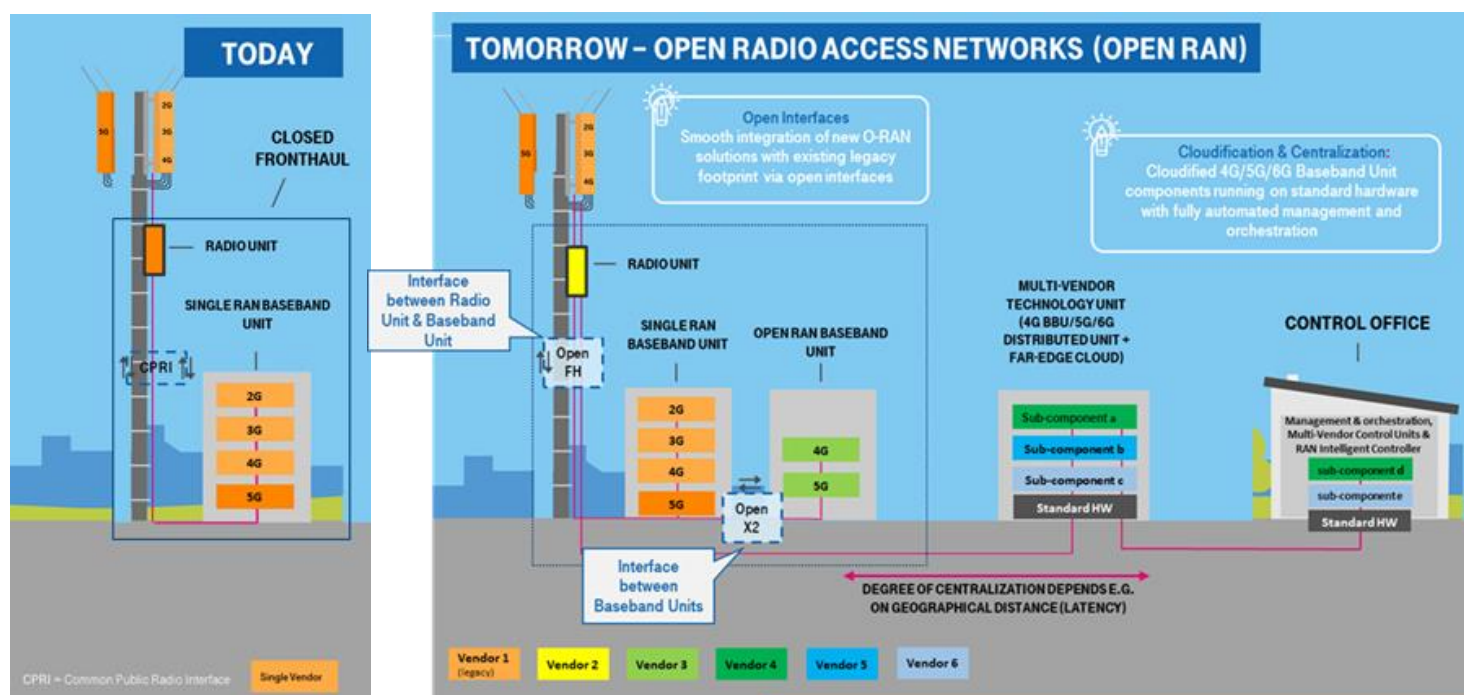 TODAY
5G
2G
3G
4G
CLOSED
FRONTHAUL
RADIO UNIT
SINGLE RAN BASEBAND
UNIT
CPRI
2G
3G
4G
5G
CPRI = Common Public Radio Interface
Single Vendor
TOMORROW – OPEN RADIO ACCESS NETWORKS (OPEN RAN)
5G
2G
3G
4G
Open Interfaces
Smooth integration of new O-RAN
solutions with existing legacy
footprint via open interfaces
Cloudification & Centralization:
Cloudified 4G/5G/6G Baseband Unit
components running on standard hardware
with fully automated management and
orchestration
RADIO UNIT
Interface
between Radio
Unit & Baseband
Unit
Open
FH
SINGLE RAN
BASEBAND UNIT
2G
3G
4G
5G
OPEN RAN BASEBAND
UNIT
4G
5G
Open
X2
Interface
between
Baseband Units
MULTI-VENDOR
TECHNOLOGY UNIT
(4G BBU/5G/6G
DISTRIBUTED UNIT +
FAR-EDGE CLOUD)
Sub-component a
Sub-component b
Sub-component c
Standard HW
CONTROL OFFICE
Management & orchestration,
Multi-Vendor Control Units &
RAN Intelligent Controller
sub-component d
sub-component e
Standard HW
DEGREE OF CENTRALIZATION DEPENDS E.G.
ON GEOGRAPHICAL DISTANCE (LATENCY)
Vendor 1
(legacy)
Vendor 2
Vendor 3
Vendor 4
Vendor 5
Vendor 6